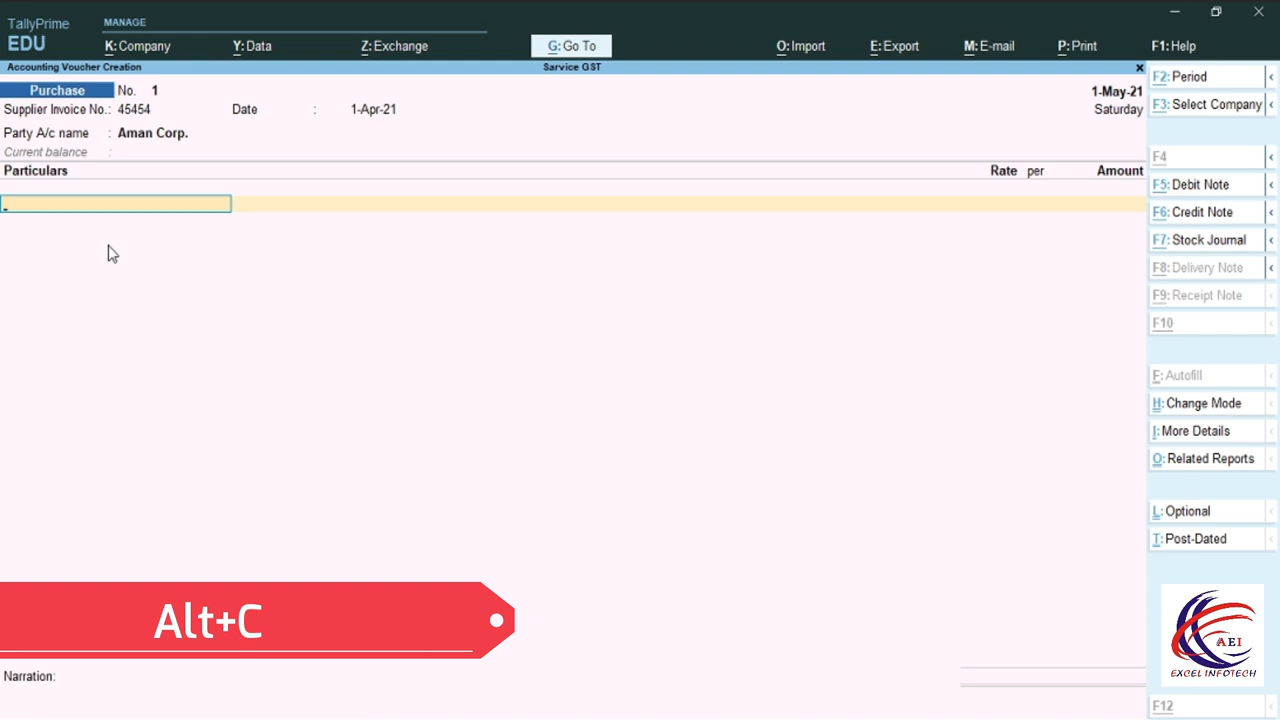 TallyPrime
EDU
MANAGE
K: Company
Y: Data
Z: Exchange
G: Go To
O: Import
E: Export
M: E-mail
P: Print
F1: Help
Accounting Voucher Creation
Sarvice GST
Purchase No. 1
1-May-21
Supplier Invoice No.: 45454 Date : 1-Apr-21
Saturday
Party A/c name : Aman Corp.
Current balance :
Particulars Rate per Amount
F2: Period
F3: Select Company
F4
F5: Debit Note
F6: Credit Note
F7: Stock Journal
F8: Delivery Note
F9: Receipt Note
F10
F: Autofill
H: Change Mode
I: More Details
O: Related Reports
L: Optional
T: Post-Dated
F12
Alt+C
Narration:
AEI
EXCEL INFOTECH